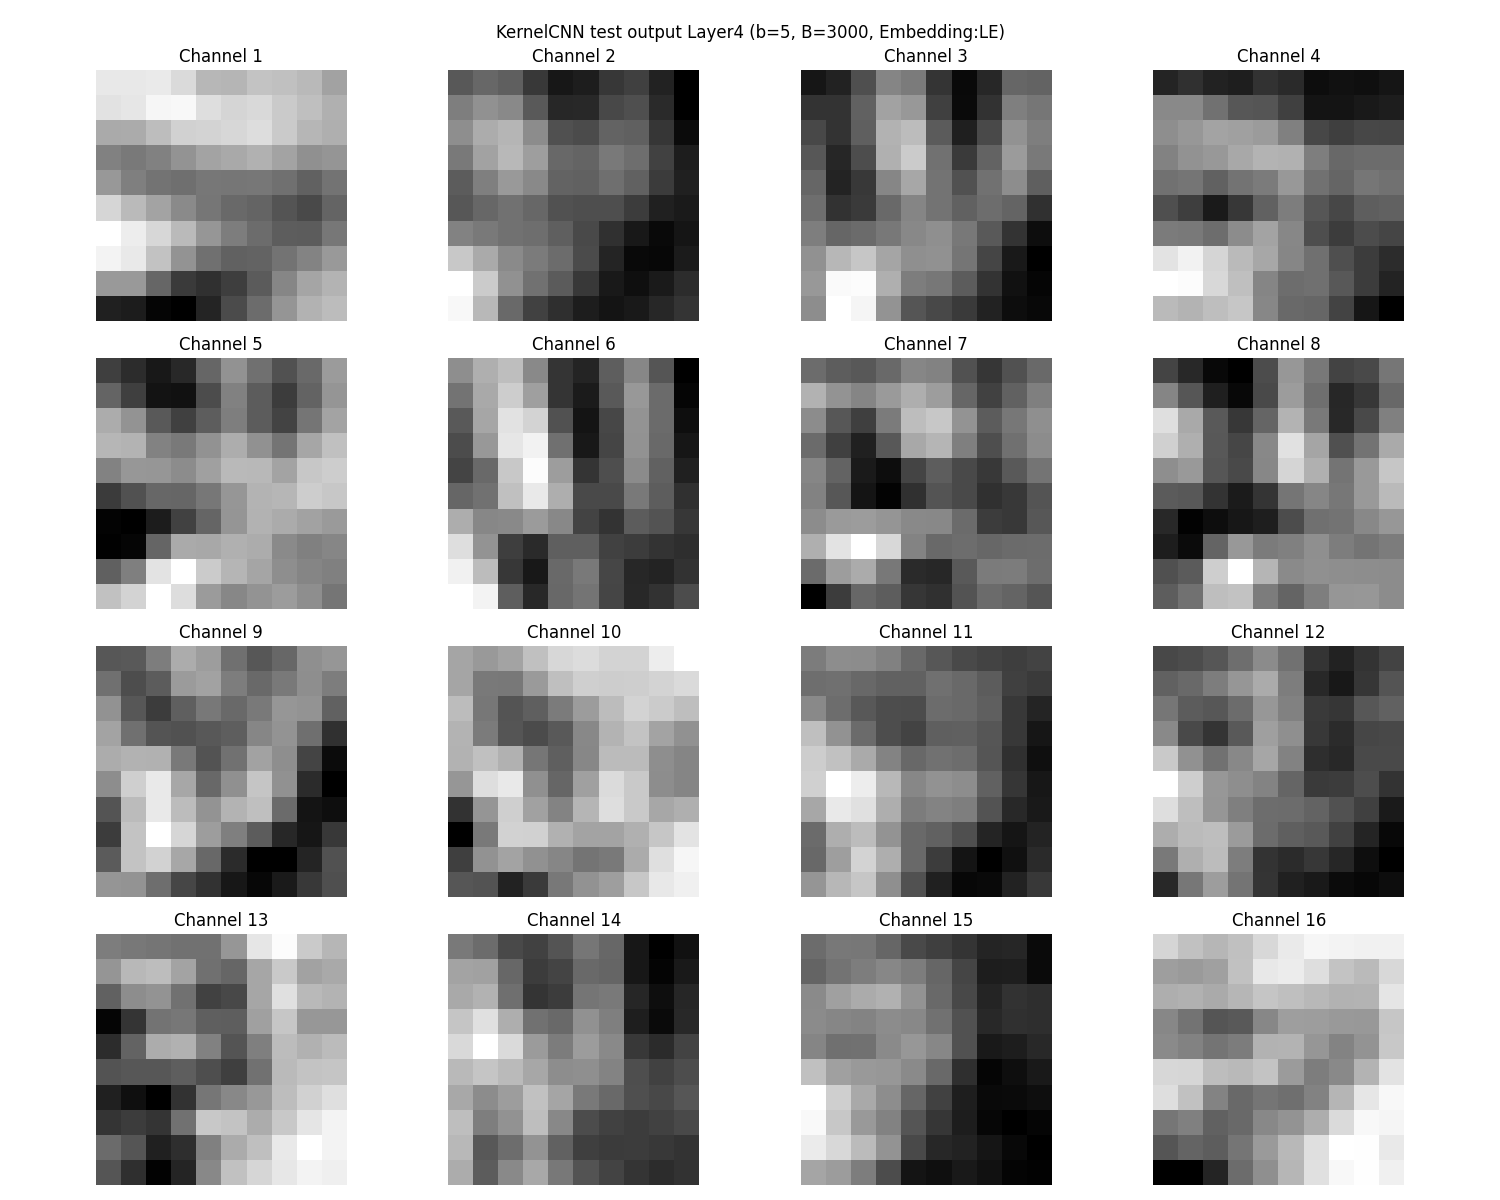 KernelCNN test output Layer4 (b=5, B=3000, Embedding:LE)
Channel 1 Channel 2 Channel 3 Channel 4
Channel 5 Channel 6 Channel 7 Channel 8
Channel 9 Channel 10 Channel 11 Channel 12
Channel 13 Channel 14 Channel 15 Channel 16